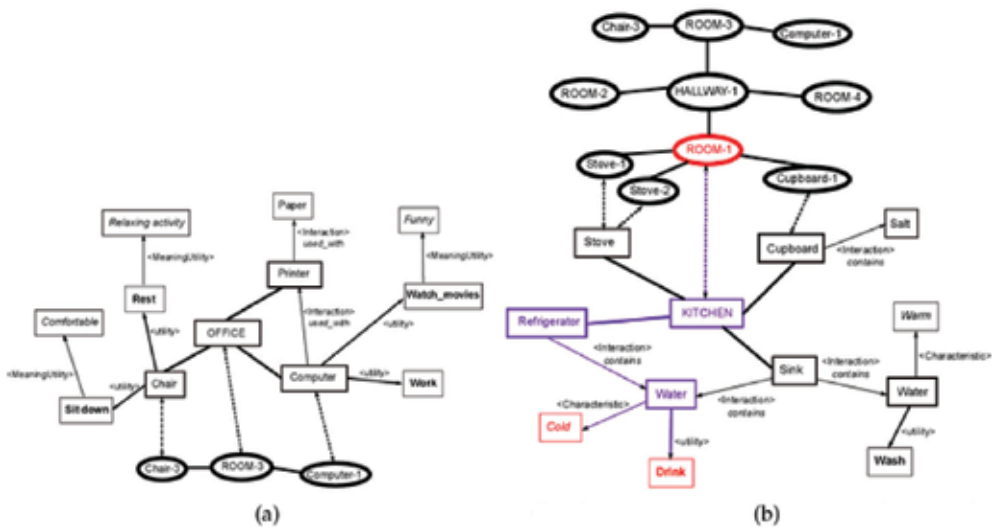 Paper
Funny
Relaxing activity
<Interaction>
used_with
<MeaningUtility>
<MeaningUtility>
Printer
Rest
<Interaction>
used_with
Watch_movies
Comfortable
OFFICE
<utility>
<utility>
<MeaningUtility>
<utility>
Chair
Computer
<utility>
Work
Sit down
Chair-3
ROOM-3
Computer-1
(a)
Chair-3
ROOM-3
Computer-1
ROOM-2
HALLWAY-1
ROOM-4
ROOM-1
Stove-1
Stove-2
Cupboard-1
Stove
Cupboard
Salt
<Interaction>
contains
Refrigerator
KITCHEN
Warm
<Interaction>
contains
Sink
<Interaction>
contains
<Characteristic>
Water
<Interaction>
contains
Water
<Characteristic>
Cold
<utility>
<utility>
Drink
Wash
(b)